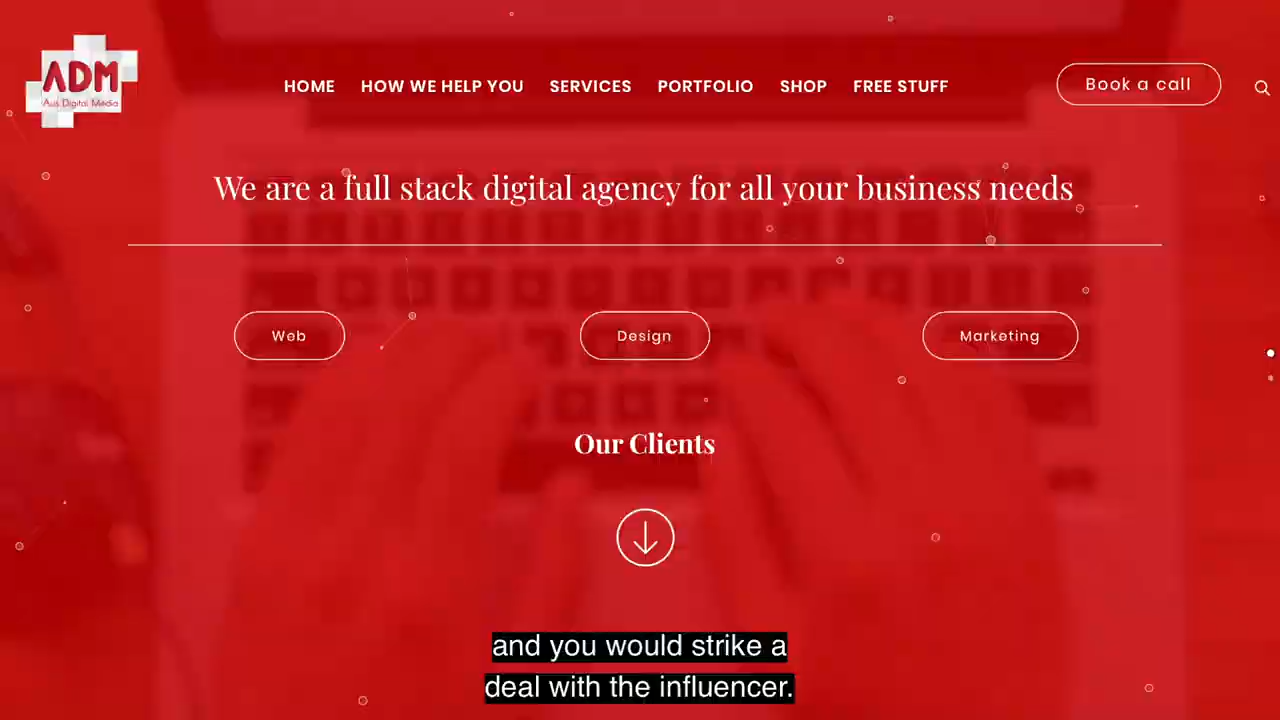 ADM
Aus Digital Media
HOME HOW WE HELP YOU SERVICES PORTFOLIO SHOP FREE STUFF
Book a call
We are a full stack digital agency for all your business needs
Web Design Marketing
Our Clients
and you would strike a
deal with the influencer.